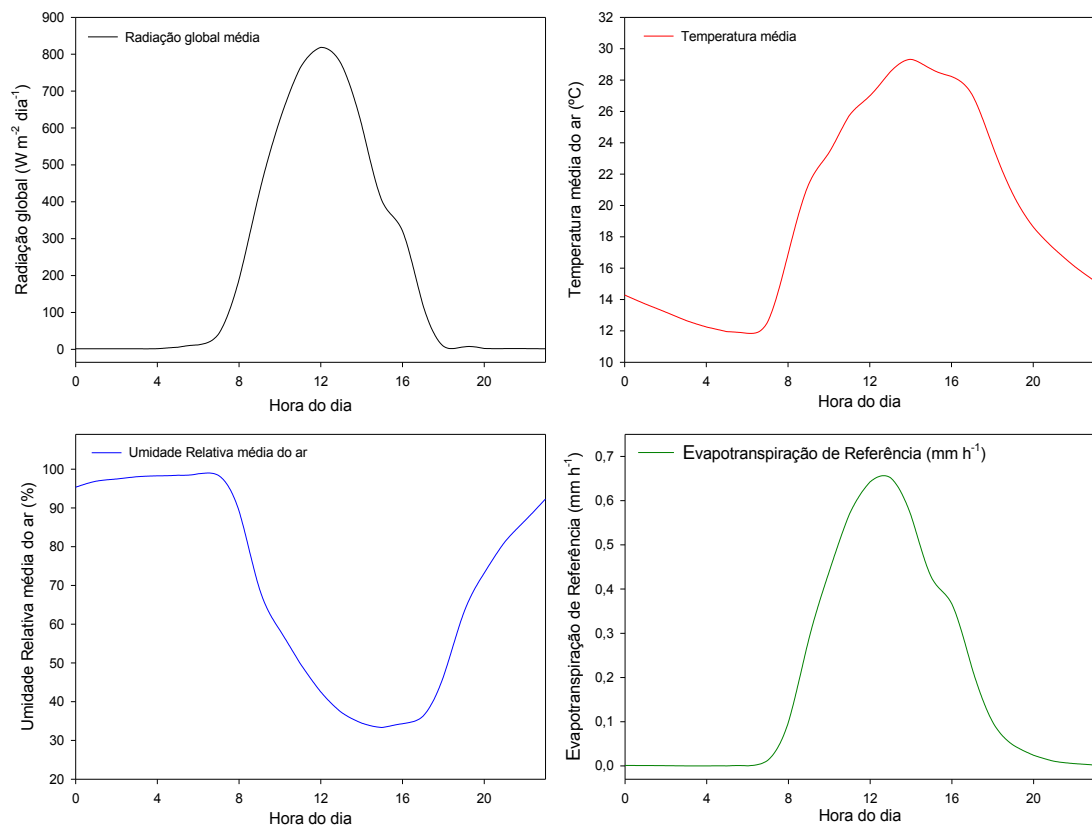 Radiação global média
Radiação global (W m⁻² dia⁻¹)
900
800
700
600
500
400
300
200
100
0
0 4 8 12 16 20
Hora do dia
Temperatura média
Temperatura média do ar (ºC)
32
30
28
26
24
22
20
18
16
14
12
10
0 4 8 12 16 20
Hora do dia
Umidade Relativa média do ar
Umidade Relativa média do ar (%)
100
90
80
70
60
50
40
30
20
0 4 8 12 16 20
Hora do dia
Evapotranspiração de Referência (mm h⁻¹)
Evapotranspiração de Referência (mm h⁻¹)
0,7
0,6
0,5
0,4
0,3
0,2
0,1
0,0
0 4 8 12 16 20
Hora do dia